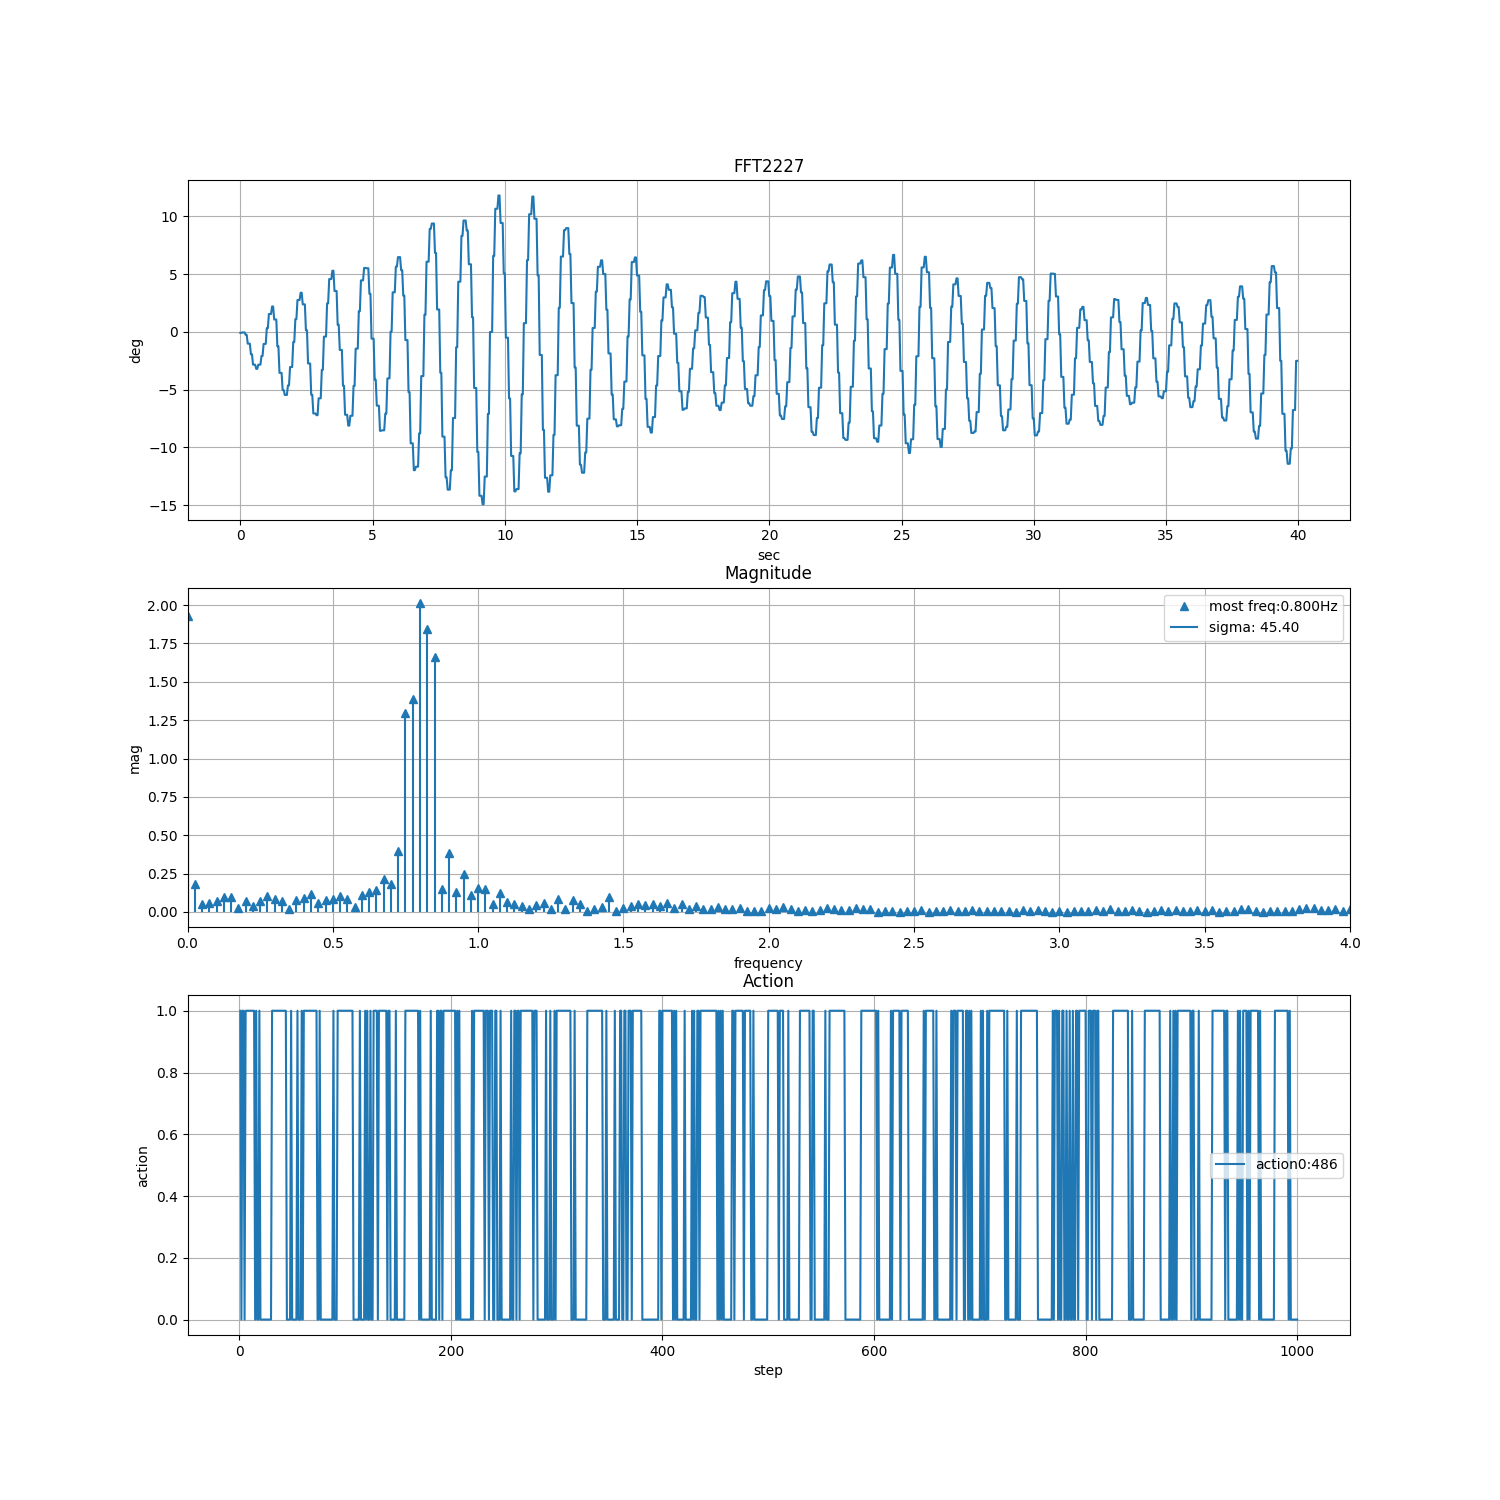 FFT2227
10
5
0
−5
−10
−15
deg
0 5 10 15 20 25 30 35 40
sec
Magnitude
2.00
1.75
1.50
1.25
1.00
0.75
0.50
0.25
0.00
mag
most freq:0.800Hz
sigma: 45.40
0.0 0.5 1.0 1.5 2.0 2.5 3.0 3.5 4.0
frequency
Action
1.0
0.8
0.6
0.4
0.2
0.0
action
action0:486
0 200 400 600 800 1000
step